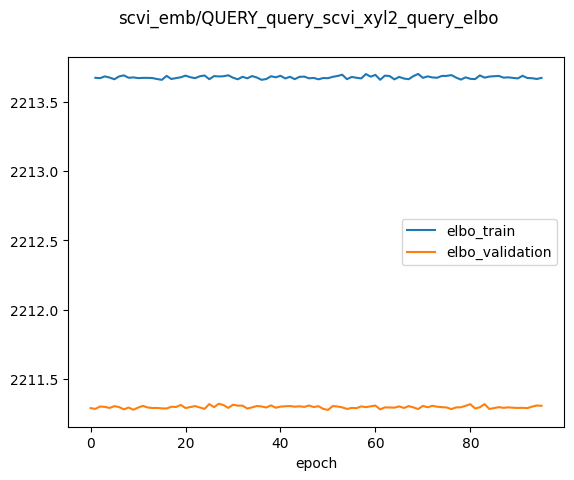 scvi_emb/QUERY_query_scvi_xyl2_query_elbo
2213.5
2213.0
2212.5
2212.0
2211.5
elbo_train
elbo_validation
0 20 40 60 80
epoch